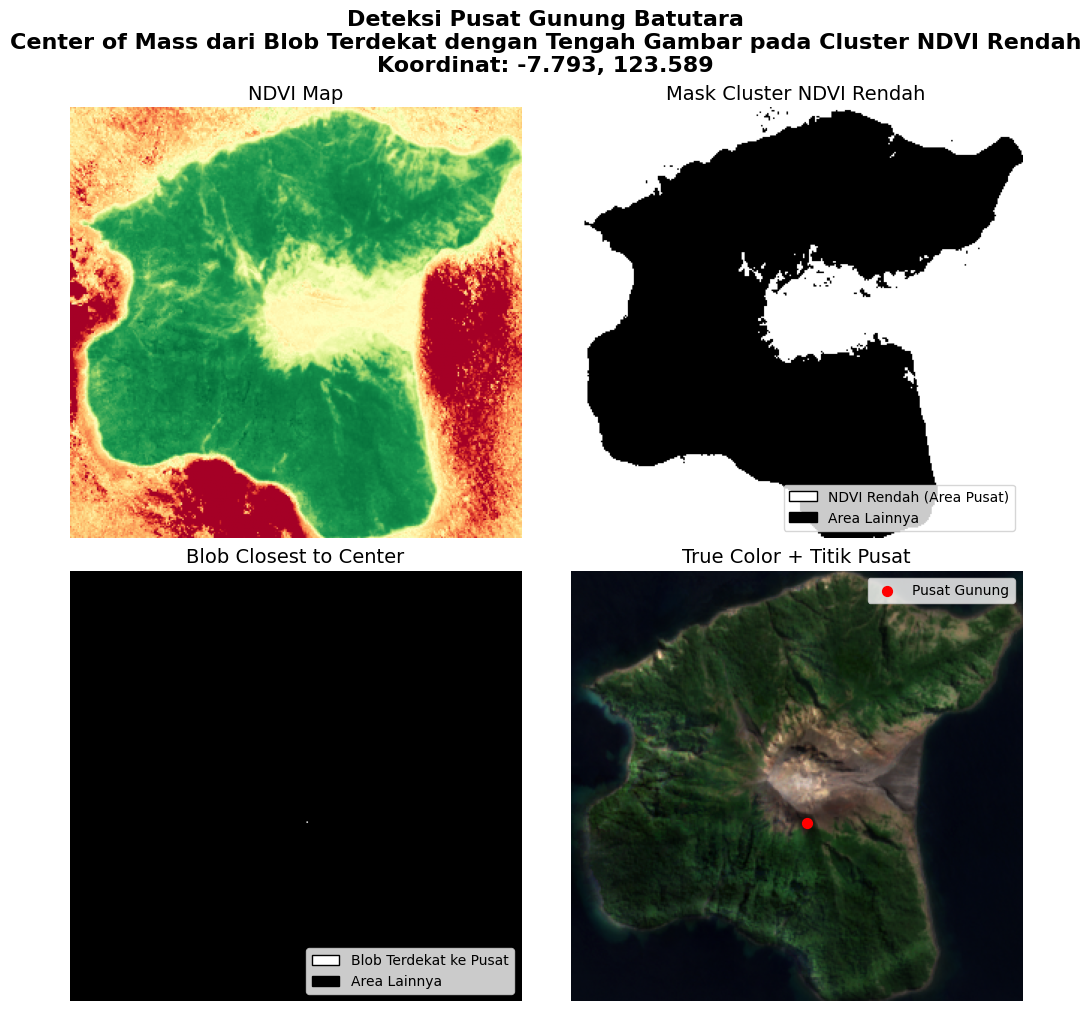 Deteksi Pusat Gunung Batutara
Center of Mass dari Blob Terdekat dengan Tengah Gambar pada Cluster NDVI Rendah
Koordinat: -7.793, 123.589
NDVI Map
Mask Cluster NDVI Rendah
NDVI Rendah (Area Pusat)
Area Lainnya
Blob Closest to Center
True Color + Titik Pusat
Pusat Gunung
Blob Terdekat ke Pusat
Area Lainnya